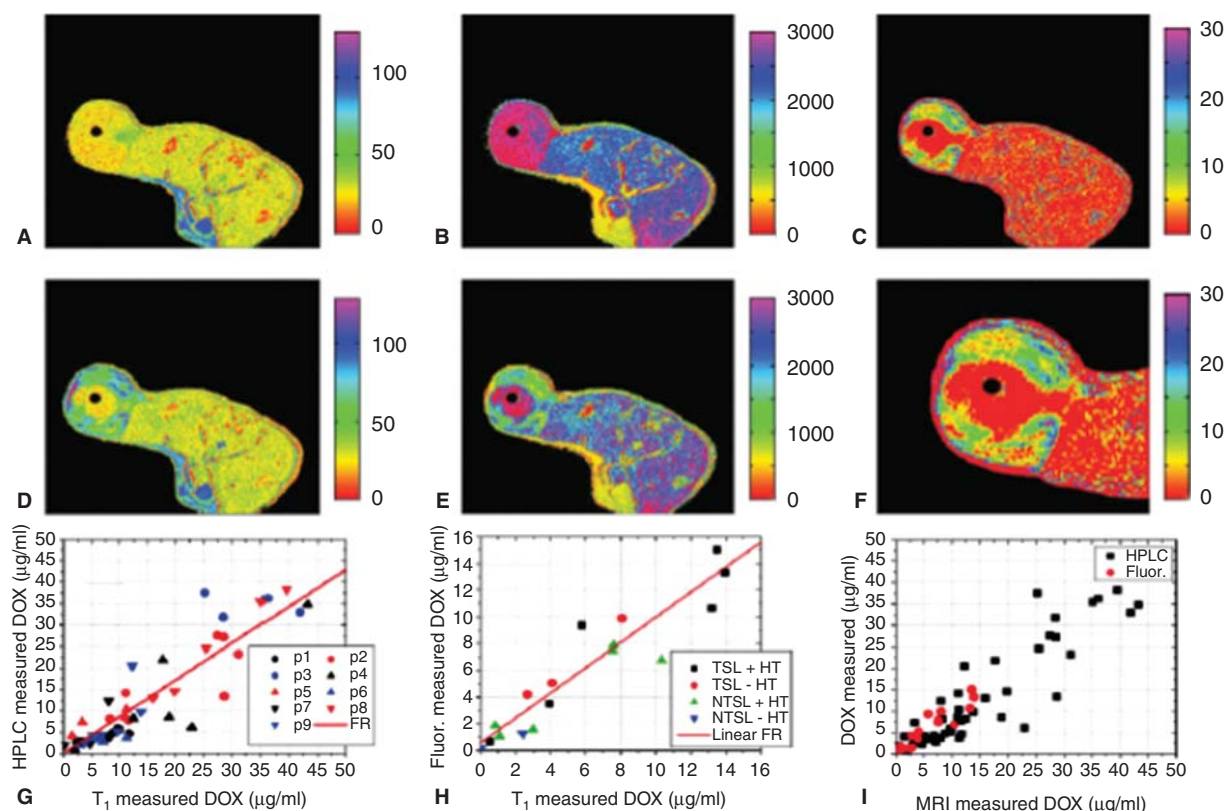 100
50
0
A
3000
2000
1000
0
B
30
20
10
0
C
100
50
0
D
3000
2000
1000
0
E
30
20
10
0
F
HPLC measured DOX (µg/ml)
50
45
40
35
30
25
20
15
10
5
0
0 5 10 15 20 25 30 35 40 45 50
p1 p2
p3 p4
p5 p6
p7 p8
p9 FR
G
T1 measured DOX (µg/ml)
Fluor. measured DOX (µg/ml)
16
14
12
10
8
6
4
2
0
0 2 4 6 8 10 12 14 16
TSL + HT
TSL - HT
NTSL + HT
NTSL - HT
Linear FR
H
T1 measured DOX (µg/ml)
DOX measured (µg/ml)
50
45
40
35
30
25
20
15
10
5
0
0 5 10 15 20 25 30 35 40 45 50
HPLC
Fluor.
I
MRI measured DOX (µg/ml)